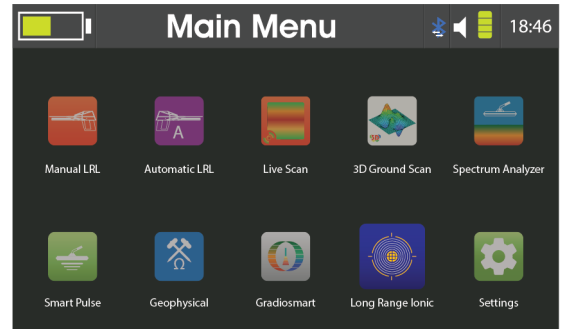 Main Menu
18:46
A
Manual LRL
Automatic LRL
Live Scan
3D Ground Scan
Spectrum Analyzer
Ω
Smart Pulse
Geophysical
Gradiosmart
Long Range Ionic
Settings